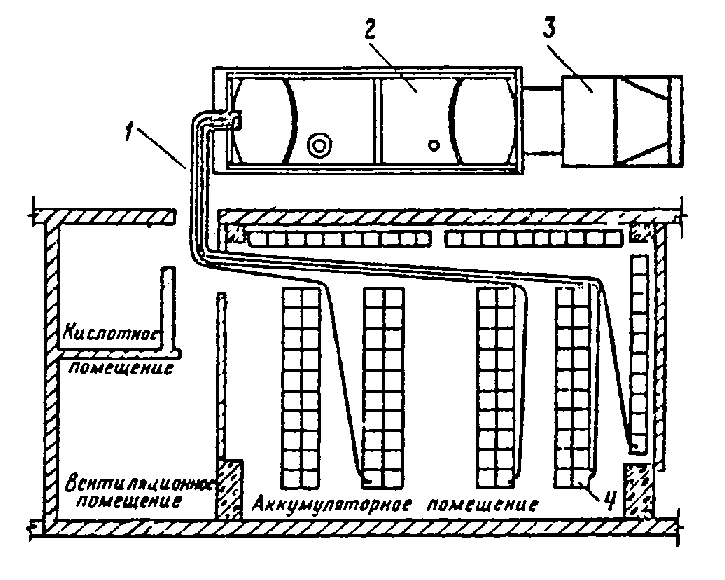 2
3
1
Кислотное
помещение
Вентиляционное
помещение
Аккумуляторное помещение
4